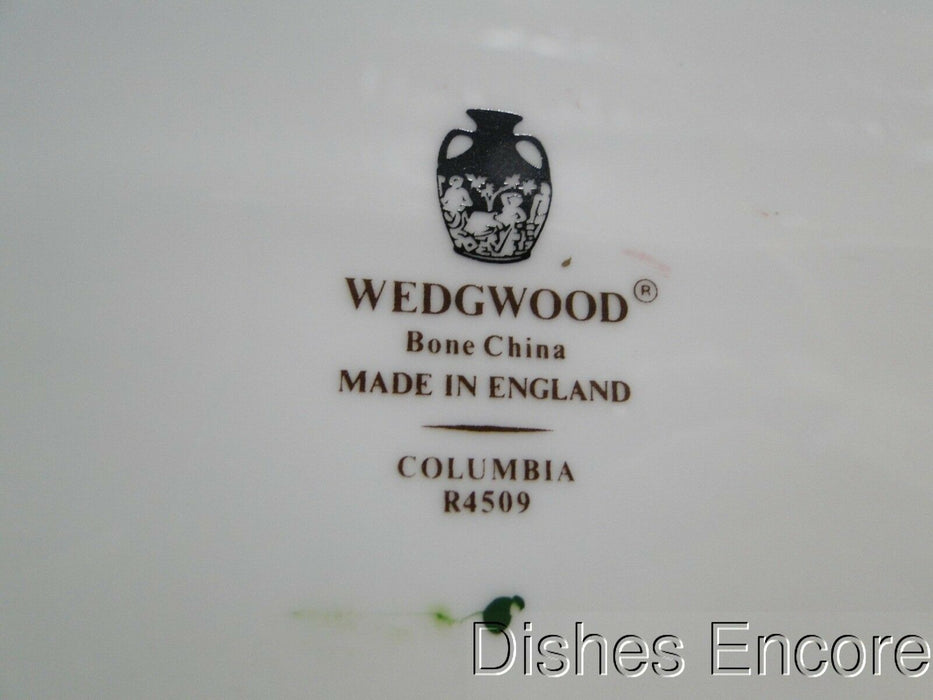 WEDGWOOD®
Bone China
MADE IN ENGLAND
COLUMBIA
R4509
Dishes Encore